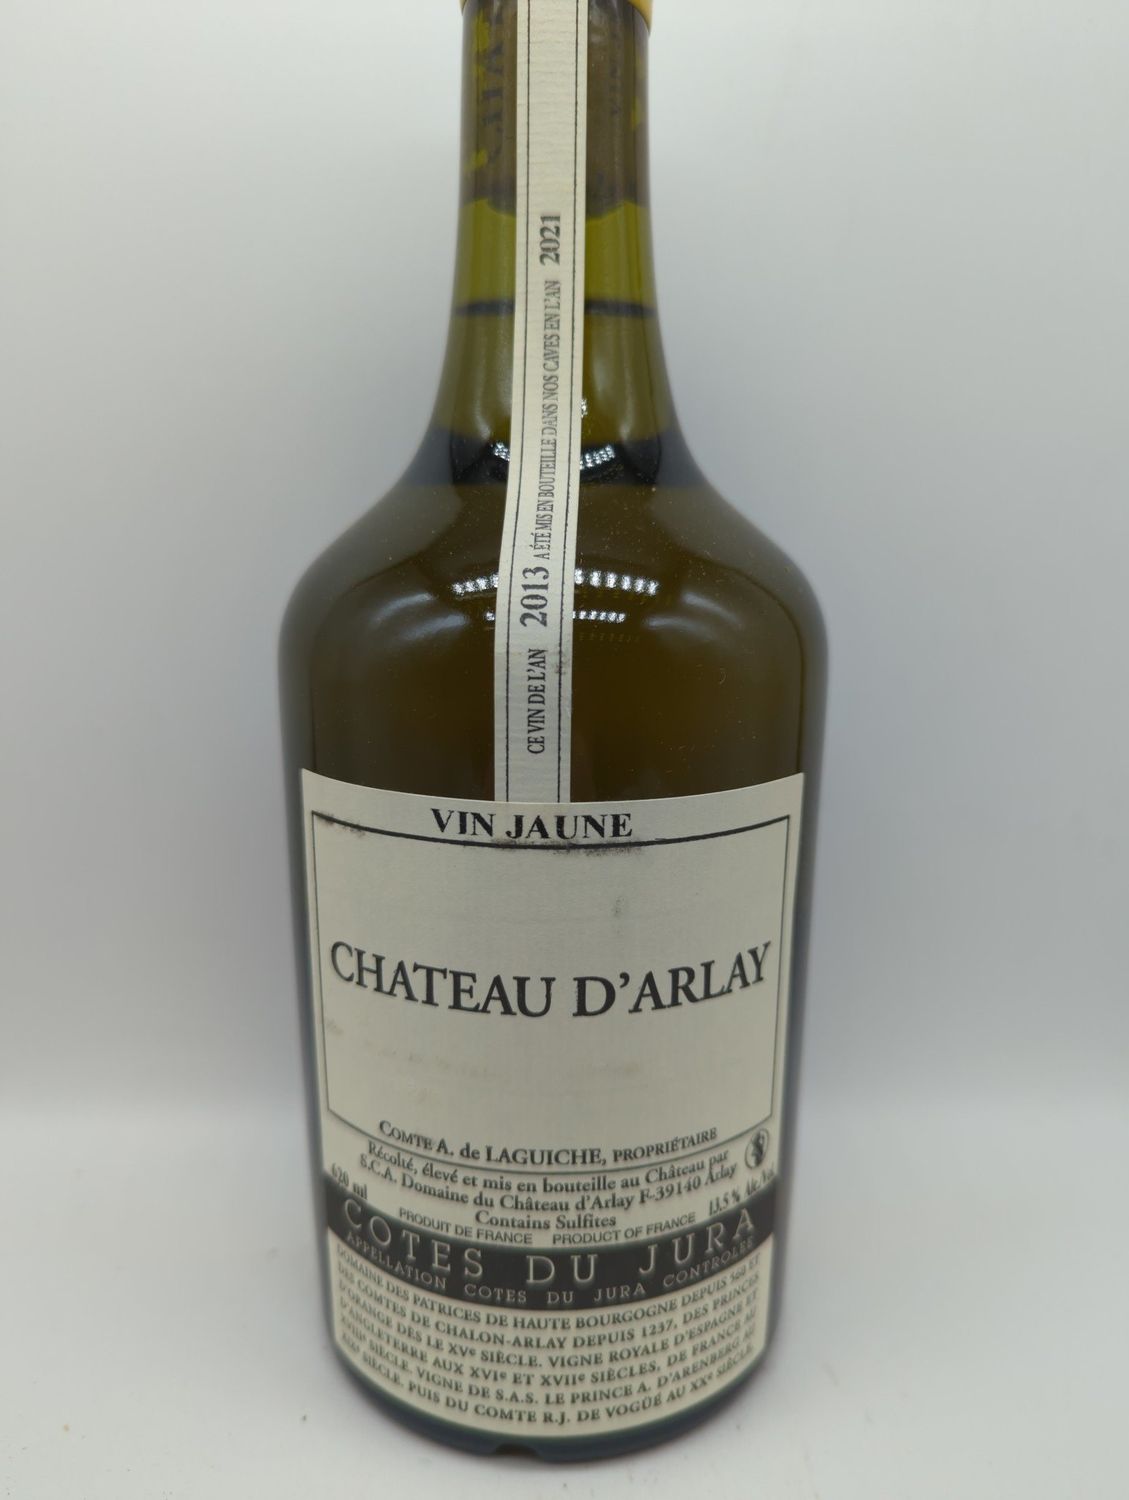 CE VIN DE L'AN 2013 A ÉTÉ MIS EN BOUTEILLE DANS NOS CAVES EN L'AN 2021
VIN JAUNE
CHATEAU D'ARLAY
COMTE A. de LAGUICHE, PROPRIÉTAIRE
Récolté, élevé et mis en bouteille au Château par
S.C.A. Domaine du Château d'Arlay F-39140 Arlay
620 ml Contains Sulfites 13,5 % Alc./Vol.
PRODUIT DE FRANCE PRODUCT OF FRANCE
COTES DU JURA
APPELLATION COTES DU JURA CONTROLÉE
DOMAINE DES PATRICES DE HAUTE BOURGOGNE DEPUIS 500 ET
DES COMTES DE CHALON-ARLAY DEPUIS 1237, DES PRINCES
D'ORANGE DÈS LE XVe SIÈCLE. VIGNE ROYALE D'ESPAGNE ET
D'ANGLETERRE AUX XVIe ET XVIIe SIÈCLES, DE FRANCE AU
XVIIIe SIÈCLE. VIGNE DE S.A.S. LE PRINCE A. D'ARENBERG AU
XIXe SIÈCLE. PUIS DU COMTE R.J. DE VOGÜÉ AU XXe SIÈCLE.